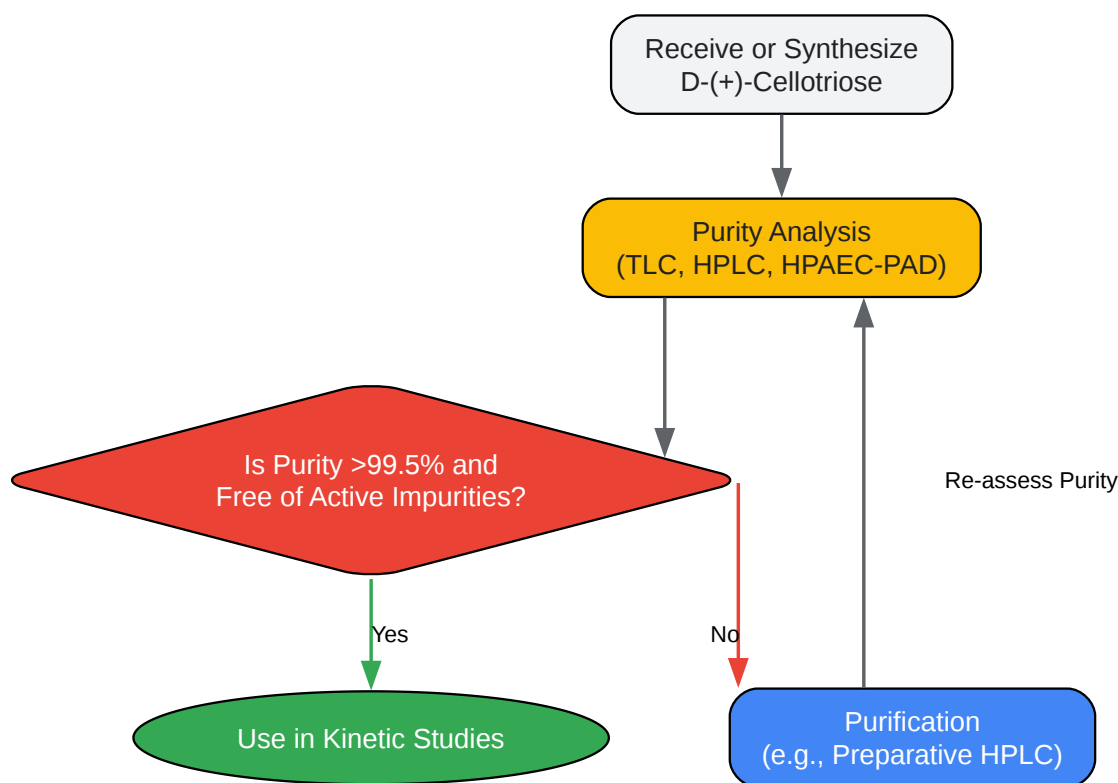 Receive or Synthesize
D-(+)-Cellotriose
Purity Analysis
(TLC, HPLC, HPAEC-PAD)
Is Purity >99.5% and
Free of Active Impurities?
Re-assess Purity
Yes
No
Use in Kinetic Studies
Purification
(e.g., Preparative HPLC)